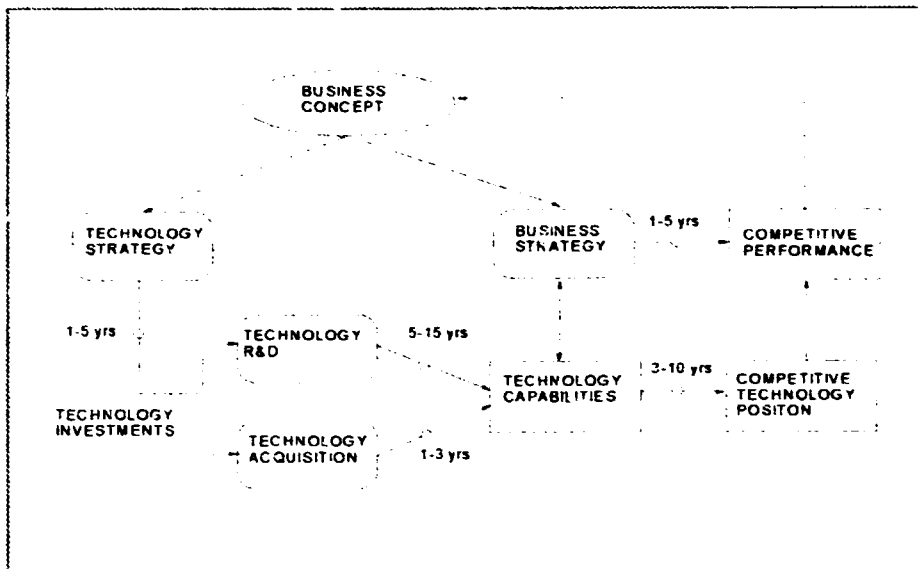 BUSINESS
CONCEPT
TECHNOLOGY
STRATEGY
BUSINESS
STRATEGY
1-5 yrs
COMPETITIVE
PERFORMANCE
1-5 yrs
TECHNOLOGY
R&D
5-15 yrs
TECHNOLOGY
CAPABILITIES
3-10 yrs
COMPETITIVE
TECHNOLOGY
POSITON
TECHNOLOGY
INVESTMENTS
TECHNOLOGY
ACQUISITION
1-3 yrs